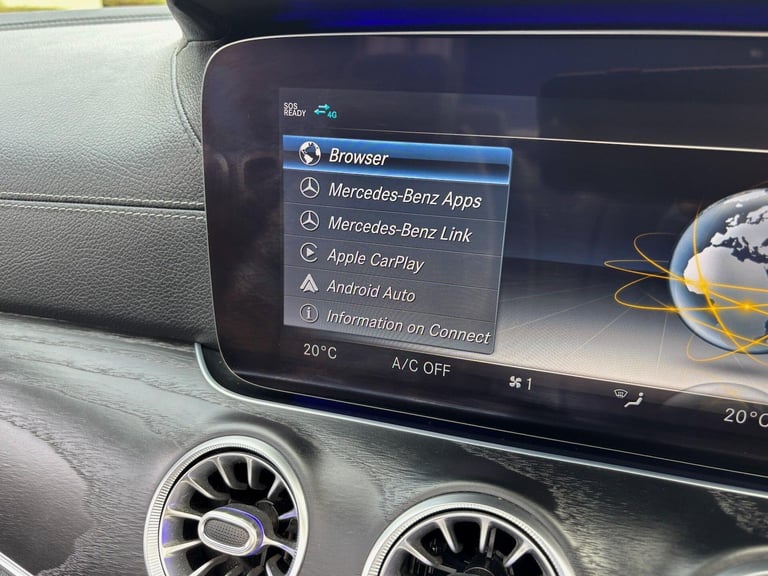 SOS
READY
4G
Browser
Mercedes-Benz Apps
Mercedes-Benz Link
Apple CarPlay
Android Auto
Information on Connect
20°C
A/C OFF
1
20°C